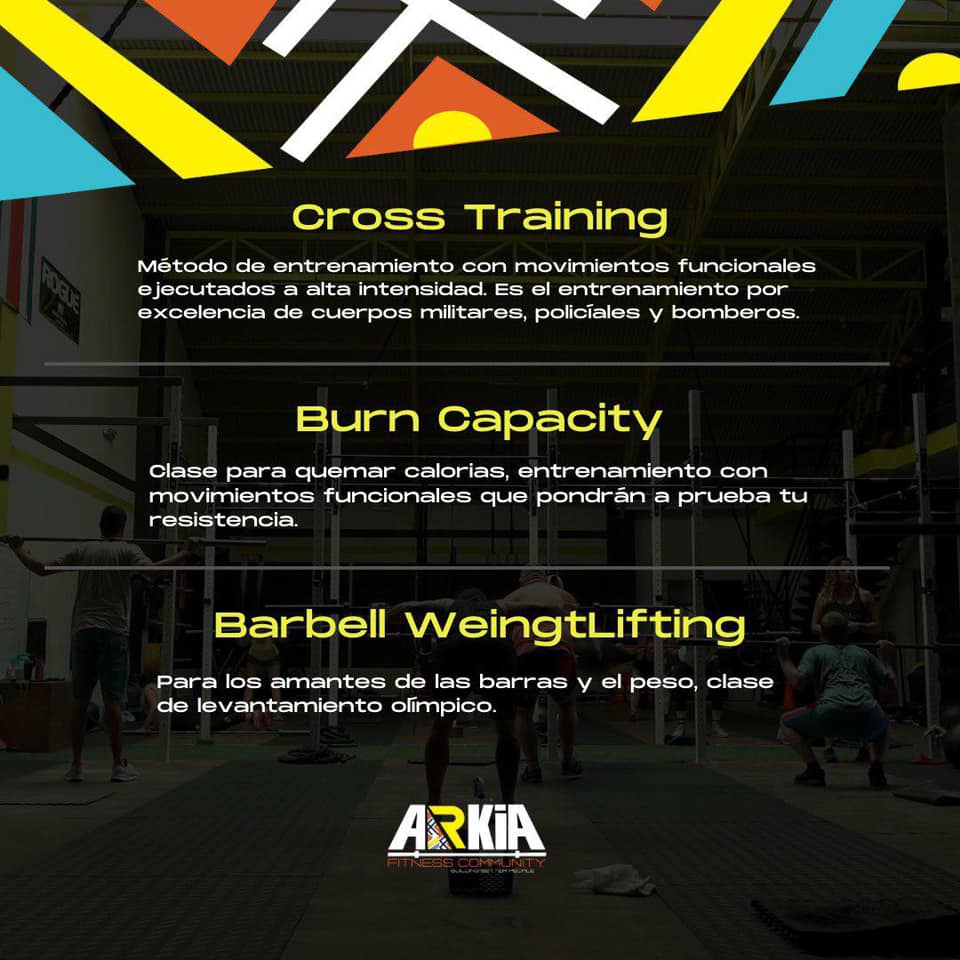 Cross Training
Método de entrenamiento con movimientos funcionales
ejecutados a alta intensidad. Es el entrenamiento por
excelencia de cuerpos militares, policíales y bomberos.
ROGUE
Burn Capacity
Clase para quemar calorias, entrenamiento con
movimientos funcionales que pondrán a prueba tu
resistencia.
Barbell WeingtLifting
Para los amantes de las barras y el peso, clase
de levantamiento olímpico.
ARKiA
FITNESS COMMUNITY